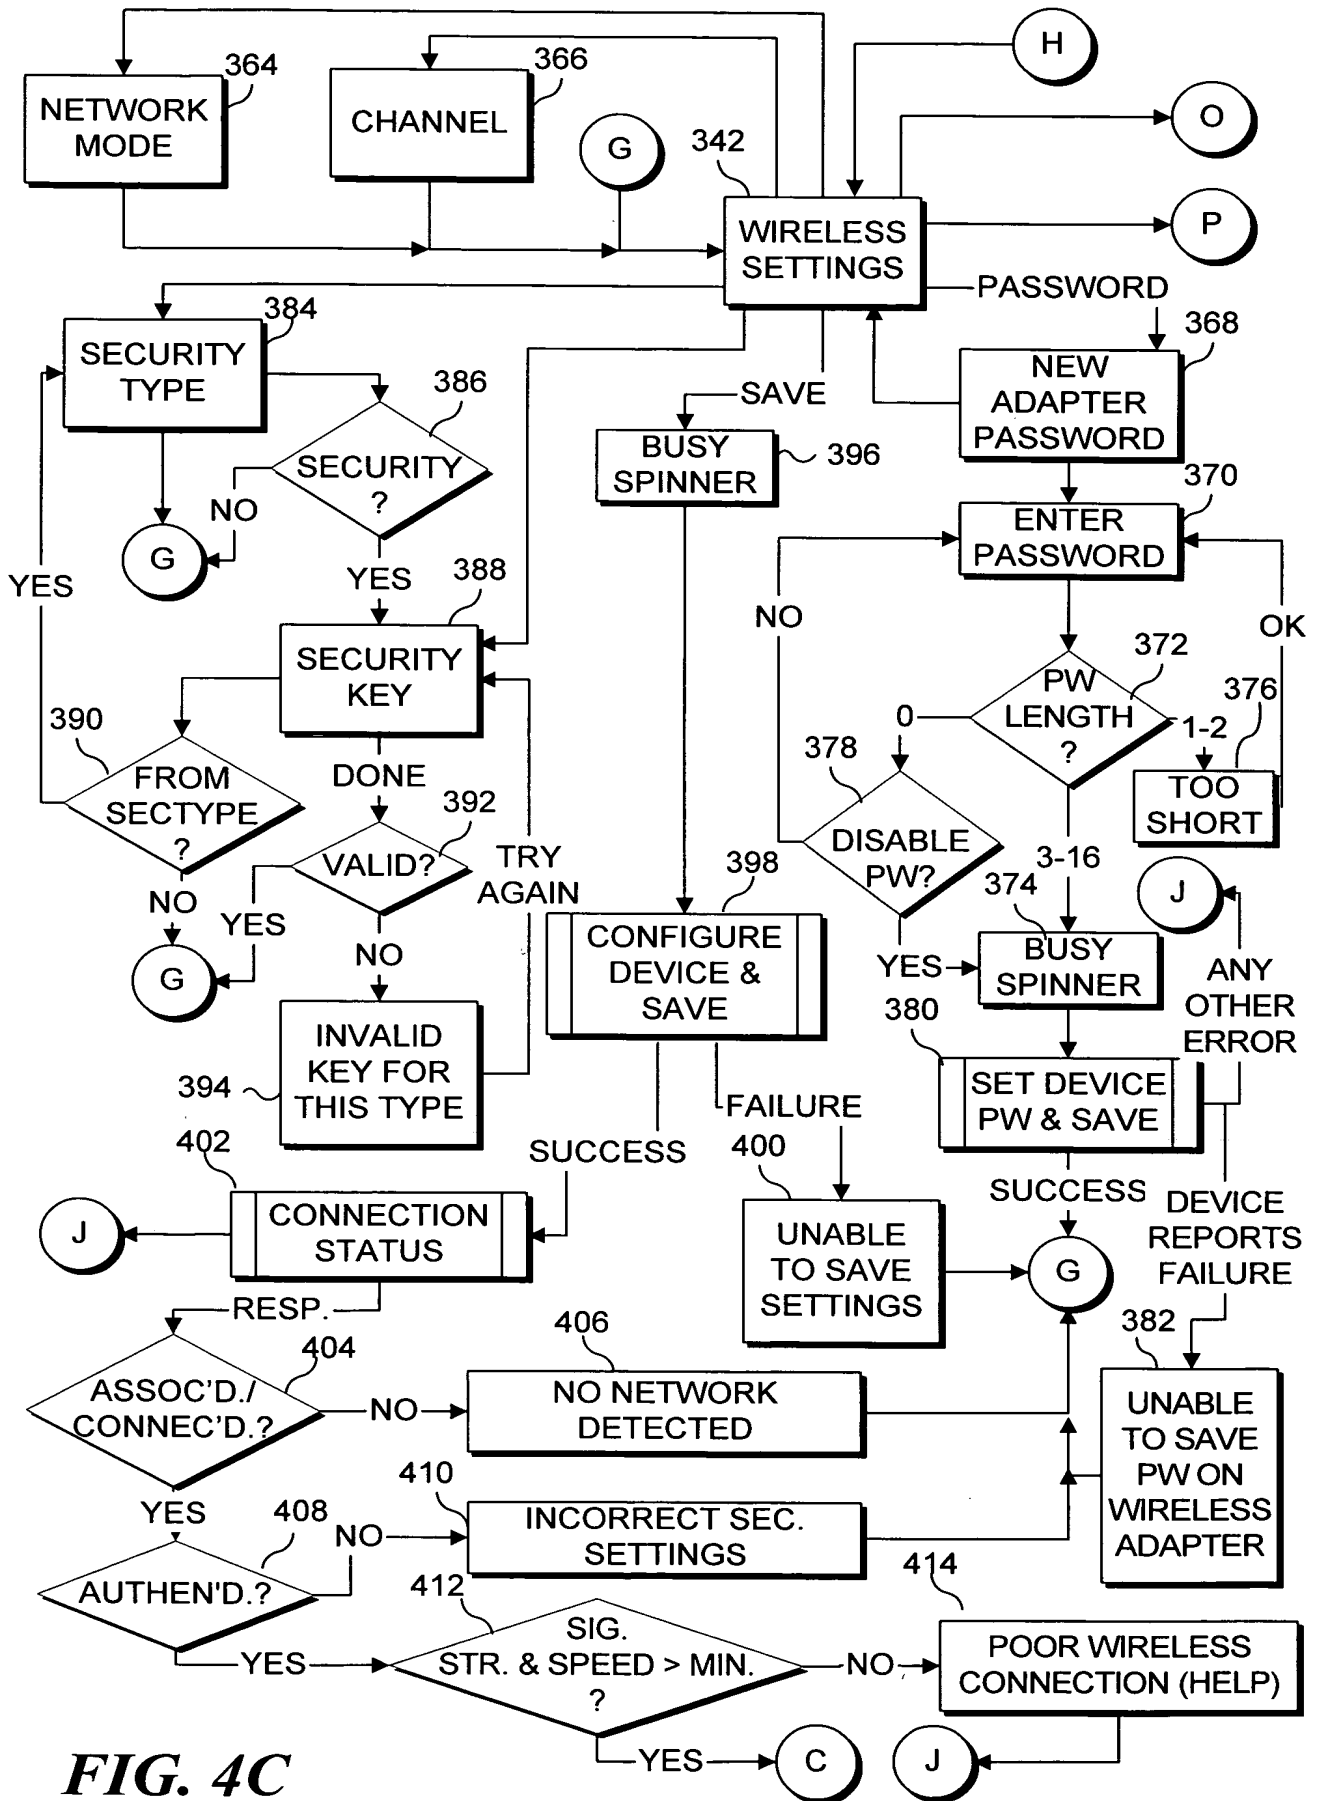 H
364
366
NETWORK
MODE
CHANNEL
G
342
O
P
WIRELESS
SETTINGS
PASSWORD
384
368
SECURITY
TYPE
386
NEW
ADAPTER
PASSWORD
SAVE
BUSY
SPINNER
396
SECURITY
?
NO
370
ENTER
PASSWORD
G
YES
YES
388
NO
OK
SECURITY
KEY
372
PW
LENGTH
?
376
390
0
1-2
378
DONE
FROM
SECTYPE
?
392
TOO
SHORT
VALID?
TRY
AGAIN
DISABLE
PW?
3-16
398
374
J
NO
YES
CONFIGURE
DEVICE &
SAVE
NO
YES
BUSY
SPINNER
G
ANY
OTHER
ERROR
380
INVALID
KEY FOR
THIS TYPE
394
SET DEVICE
PW & SAVE
FAILURE
402
SUCCESS
400
SUCCESS
DEVICE
REPORTS
FAILURE
J
CONNECTION
STATUS
UNABLE
TO SAVE
SETTINGS
G
RESP.
406
382
404
ASSOC'D./
CONNEC'D.?
NO
NO NETWORK
DETECTED
UNABLE
TO SAVE
PW ON
WIRELESS
ADAPTER
410
YES
408
NO
INCORRECT SEC.
SETTINGS
AUTHEN'D.?
412
414
SIG.
STR. & SPEED > MIN.
?
YES
NO
POOR WIRELESS
CONNECTION (HELP)
YES
C
J
FIG. 4C